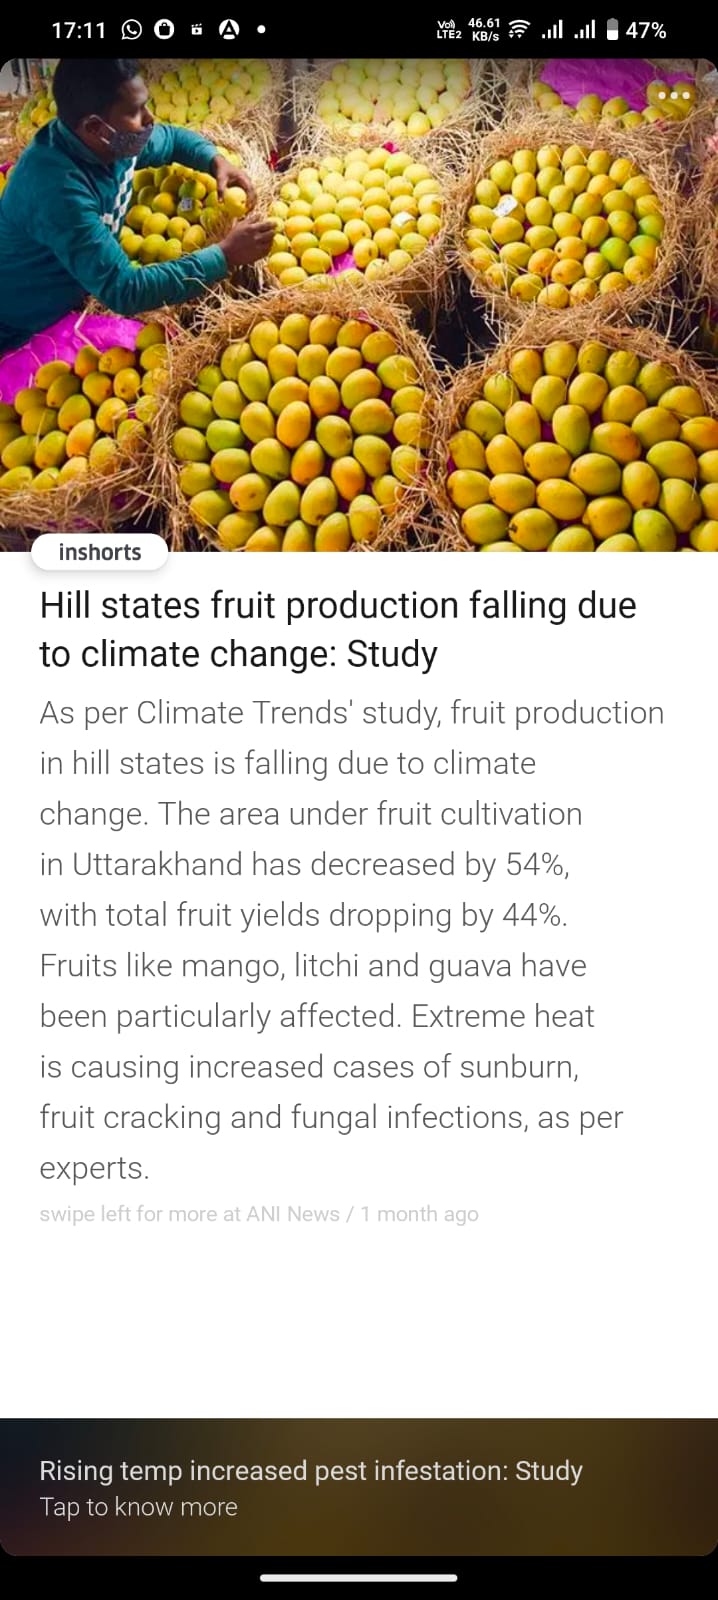 17:11
Vo)) LTE2 46.61 KB/s 47%
inshorts
Hill states fruit production falling due
to climate change: Study
As per Climate Trends' study, fruit production
in hill states is falling due to climate
change. The area under fruit cultivation
in Uttarakhand has decreased by 54%,
with total fruit yields dropping by 44%.
Fruits like mango, litchi and guava have
been particularly affected. Extreme heat
is causing increased cases of sunburn,
fruit cracking and fungal infections, as per
experts.
swipe left for more at ANI News / 1 month ago
Rising temp increased pest infestation: Study
Tap to know more